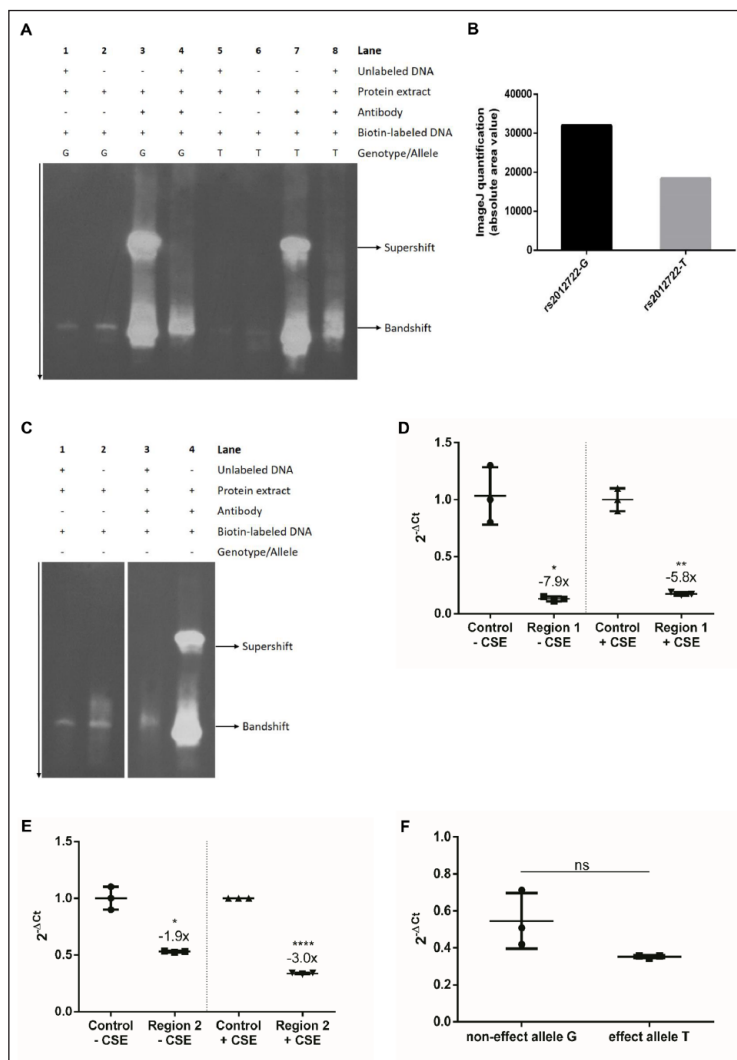 A
1 2 3 4 5 6 7 8 Lane
+ - - + + - - + Unlabeled DNA
+ + + + + + + + Protein extract
- - + + - - + + Antibody
+ + + + + + + + Biotin-labeled DNA
G G G G T T T T Genotype/Allele
Supershift
Bandshift
B
ImageJ quantification
(absolute area value)
40000
30000
20000
10000
0
rs2012722-G
rs2012722-T
C
1 2 3 4 Lane
+ - + - Unlabeled DNA
+ + + + Protein extract
- - + + Antibody
+ + + + Biotin-labeled DNA
- - - - Genotype/Allele
Supershift
Bandshift
D
2-ΔCt
1.5
1.0
0.5
0.0
*
-7.9x
**
-5.8x
Control Region 1 Control Region 1
- CSE - CSE + CSE + CSE
E
2-ΔCt
1.5
1.0
0.5
0.0
*
-1.9x
****
-3.0x
Control Region 2 Control Region 2
- CSE - CSE + CSE + CSE
F
2-ΔCt
1.0
0.8
0.6
0.4
0.2
0.0
ns
non-effect allele G effect allele T